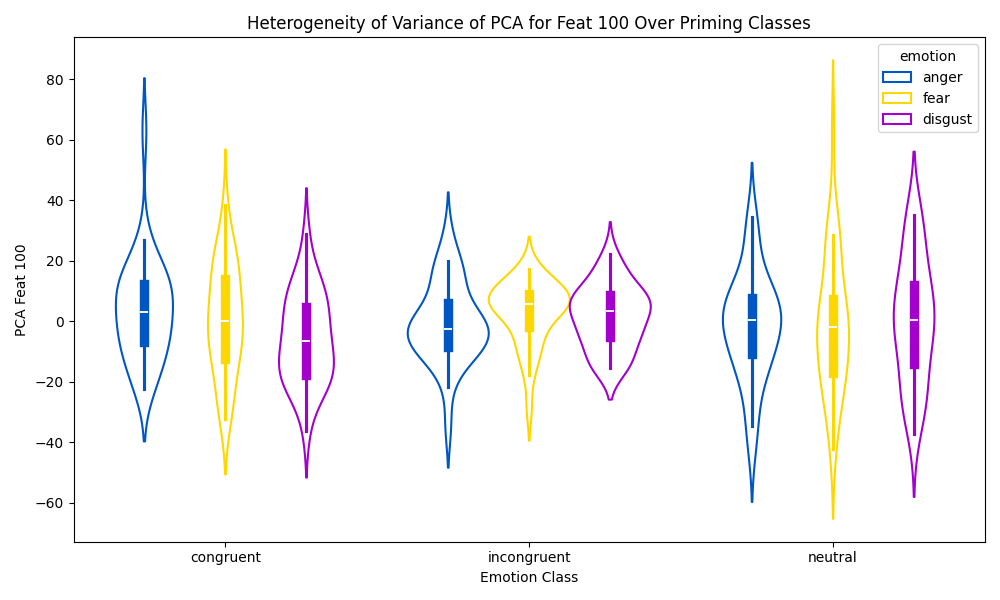 Heterogeneity of Variance of PCA for Feat 100 Over Priming Classes
emotion
anger
fear
disgust
PCA Feat 100
80
60
40
20
0
−20
−40
−60
congruent
incongruent
neutral
Emotion Class